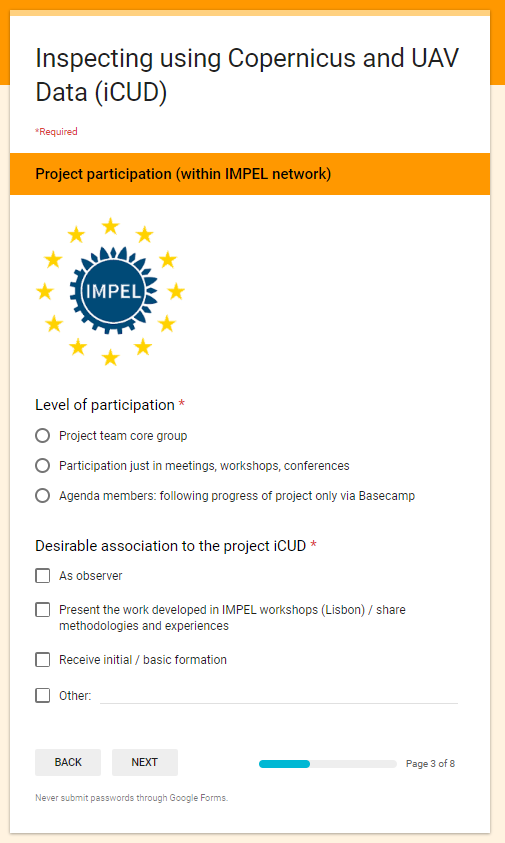 Inspecting using Copernicus and UAV
Data (iCUD)
*Required
Project participation (within IMPEL network)
IMPEL
Level of participation *
Project team core group
Participation just in meetings, workshops, conferences
Agenda members: following progress of project only via Basecamp
Desirable association to the project iCUD *
As observer
Present the work developed in IMPEL workshops (Lisbon) / share
methodologies and experiences
Receive initial / basic formation
Other:
BACK NEXT Page 3 of 8
Never submit passwords through Google Forms.